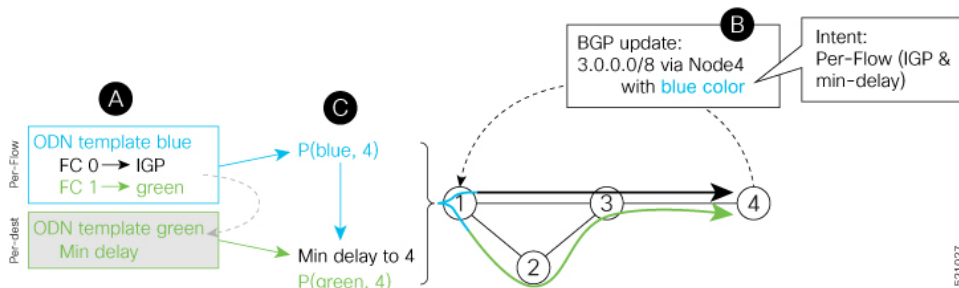 A
Per-Flow
ODN template blue
FC 0 → IGP
FC 1 → green
Per-dest
ODN template green
Min delay
C
P(blue, 4)
Min delay to 4
P(green, 4)
B
BGP update:
3.0.0.0/8 via Node4
with blue color
Intent:
Per-Flow (IGP &
min-delay)
1
3
4
2
521027